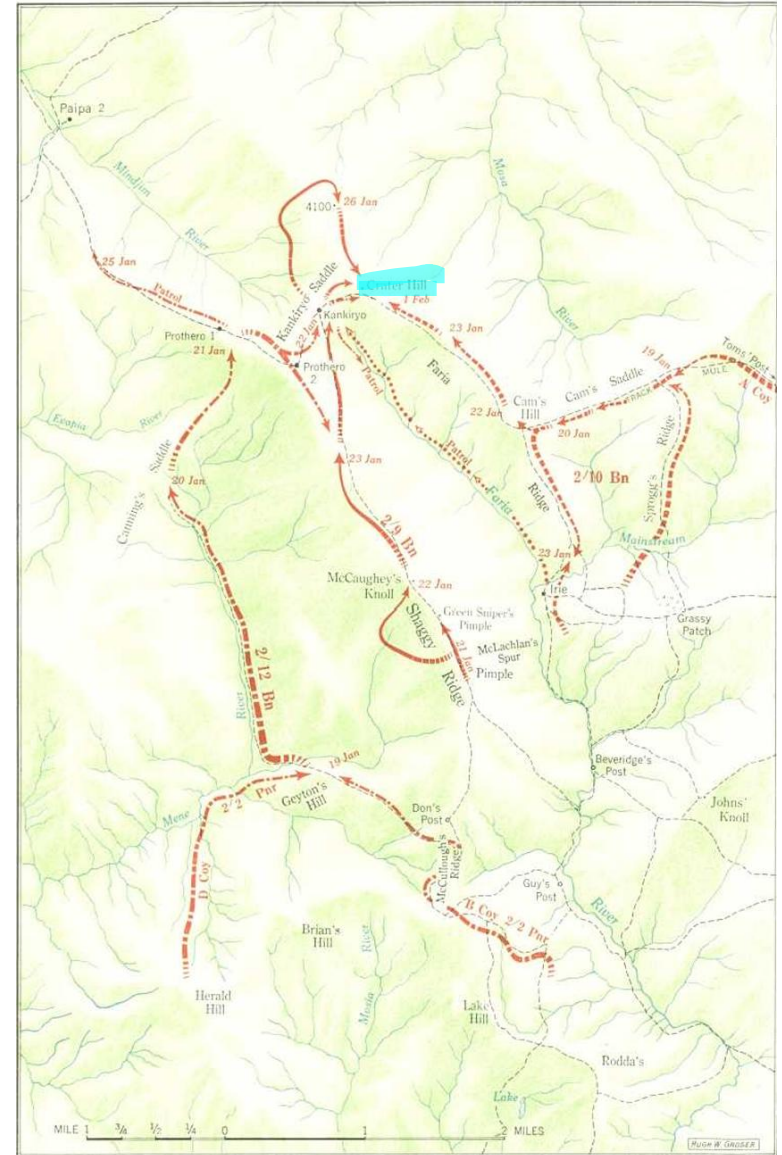 Paipa 2
Mindjim
River
Mosa
River
26 Jan
4100
25 Jan
Patrol
Kankiryo Saddle
Crater Hill
1 Feb
Kankiryo
22 Jan
Prothero 1
21 Jan
Prothero
2
23 Jan
Faria
Patrol
Toms' Post
19 Jan
MULE
TRACK
A Coy
Cam's Saddle
Cam's
Hill
22 Jan
20 Jan
Evapia
River
Canning's
Saddle
20 Jan
23 Jan
Patrol
Faria
Ridge
2/10 Bn
Sprogg's
Ridge
Mainstream
2/9 Bn
23 Jan
Irie
McCaughey's
Knoll
22 Jan
Green Sniper's
Pimple
Grassy
Patch
Shaggy
Ridge
21 Jan
McLachlan's
Spur
Pimple
2/12 Bn
River
19 Jan
Beveridge's
Post
Geyton's
Hill
2/2 Pnr
Mene
D Coy
Don's
Post
Johns'
Knoll
McCullough's
Ridge
Guy's
Post
River
B Coy 2/2 Pnr
Brian's
Hill
River
Mosia
Herald
Hill
Lake
Hill
Rodda's
Lake
MILE 1 3/4 1/2 1/4 0 1 2 MILES
HUGH W. GROSER